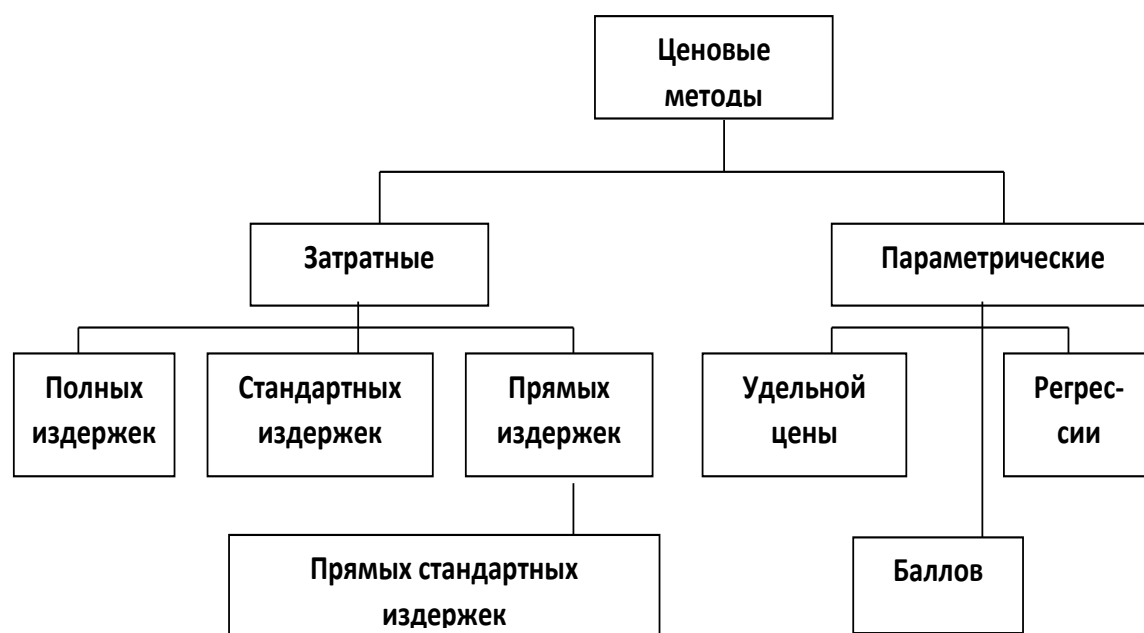 Ценовые
методы
Затратные
Параметрические
Полных
издержек
Стандартных
издержек
Прямых
издержек
Удельной
цены
Регрес-
сии
Прямых стандартных
издержек
Баллов